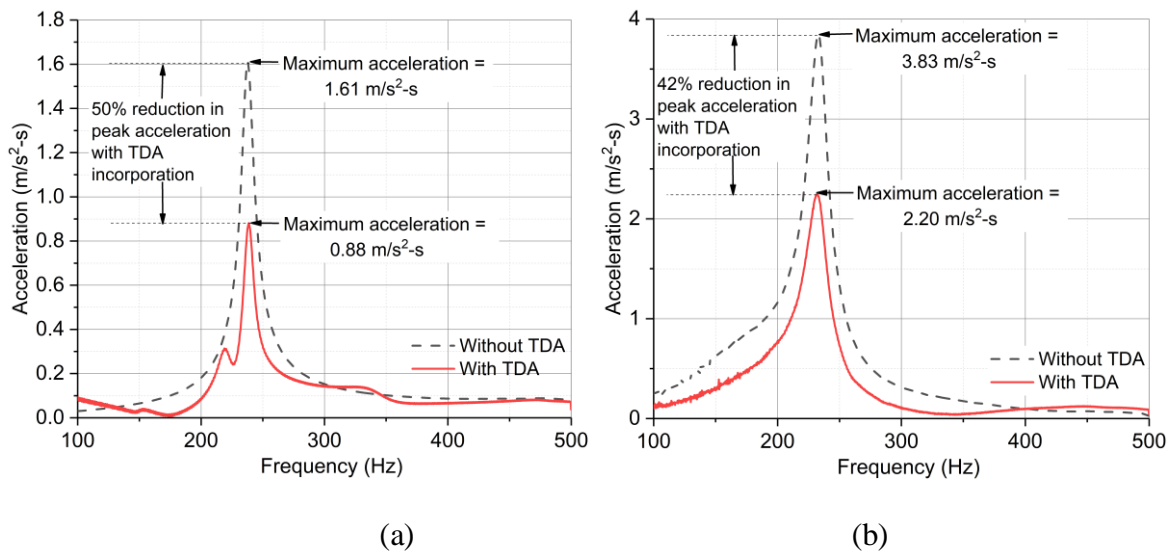 1.8
1.6
1.4
1.2
1.0
0.8
0.6
0.4
0.2
0.0
Acceleration (m/s²-s)
Maximum acceleration =
1.61 m/s²-s
50% reduction in
peak acceleration
with TDA
incorporation
Maximum acceleration =
0.88 m/s²-s
Without TDA
With TDA
100 200 300 400 500
Frequency (Hz)
(a)
4
3
2
1
0
Acceleration (m/s²-s)
Maximum acceleration =
3.83 m/s²-s
42% reduction in
peak acceleration
with TDA
incorporation
Maximum acceleration =
2.20 m/s²-s
Without TDA
With TDA
100 200 300 400 500
Frequency (Hz)
(b)